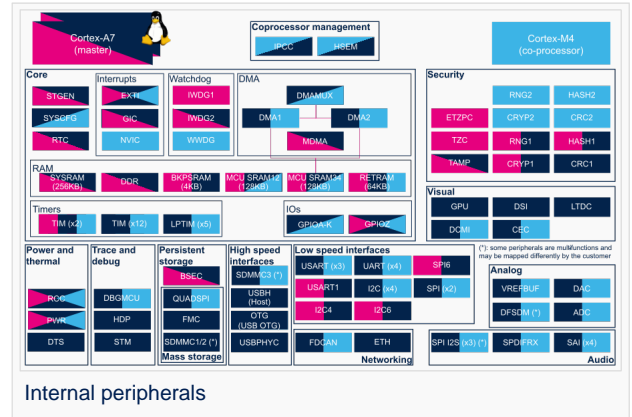 Cortex-A7
(master)
Coprocessor management
IPCC
HSEM
Cortex-M4
(co-processor)
Core
STGEN
SYSCFG
RTC
Interrupts
EXTI
GIC
NVIC
Watchdog
IWDG1
IWDG2
WWDG
DMA
DMAMUX
DMA1
DMA2
MDMA
Security
RNG2
HASH2
ETZPC
CRYP2
CRC2
TZC
RNG1
HASH1
TAMP
CRYP1
CRC1
RAM
SYSRAM
(256KB)
DDR
BKPSRAM
(4KB)
MCU SRAM12
(128KB)
MCU SRAM34
(128KB)
RETRAM
(64KB)
Timers
TIM (x2)
TIM (x12)
LPTIM (x5)
IOs
GPIOA-K
GPIOZ
Visual
GPU
DSI
LTDC
DCMI
CEC
(*): some peripherals are multifunctions and
may be mapped differently by the customer
Power and
thermal
RCC
PWR
DTS
Trace and
debug
DBGMCU
HDP
STM
Persistent
storage
BSEC
QUADSPI
FMC
SDMMC1/2 (*)
Mass storage
High speed
interfaces
SDMMC3 (*)
USBH
(Host)
OTG
(USB OTG)
USBPHYC
Low speed interfaces
USART (x3)
UART (x4)
SPI6
USART1
I2C (x4)
SPI (x2)
I2C4
I2C6
FDCAN
ETH
Networking
Analog
VREFBUF
DAC
DFSDM (*)
ADC
SPI I2S (x3) (*)
SPDIFRX
SAI (x4)
Audio
Internal peripherals